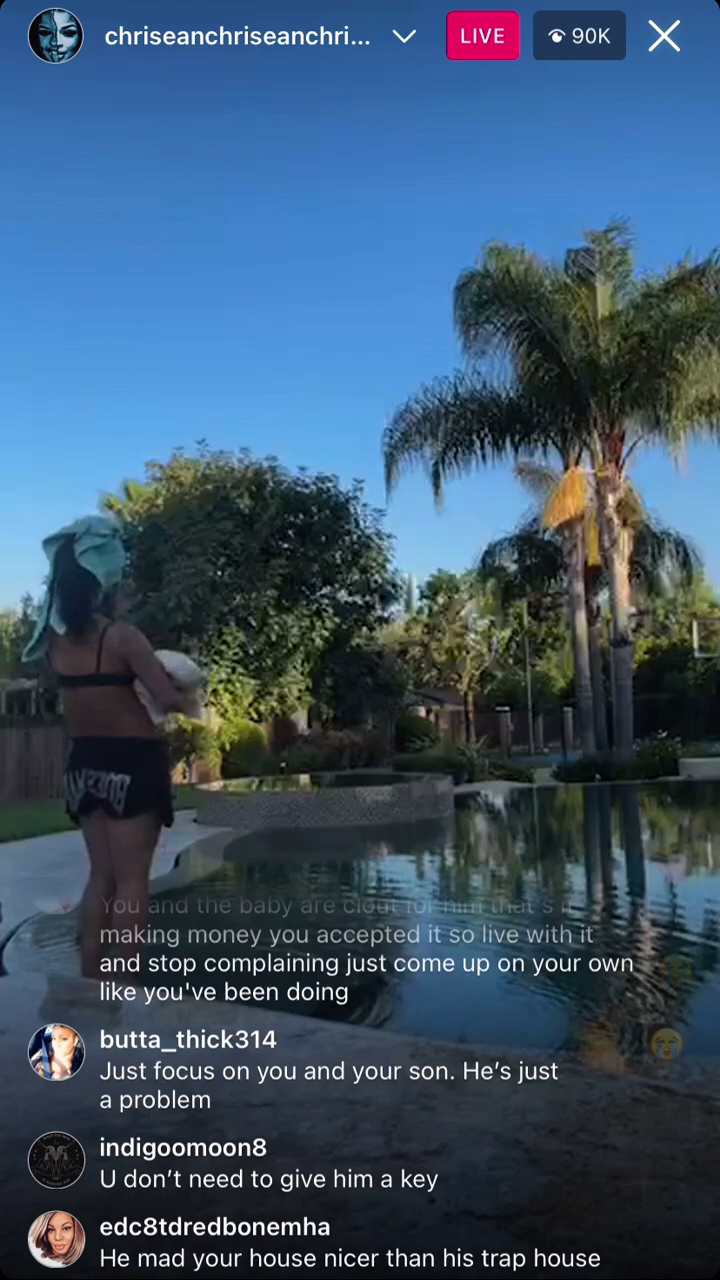 chriseanchriseanchri...
LIVE
90K
You and the baby are clout for him that's it
making money you accepted it so live with it
and stop complaining just come up on your own
like you've been doing
butta_thick314
Just focus on you and your son. He’s just
a problem
indigoomoon8
U don’t need to give him a key
edc8tdredbonemha
He mad your house nicer than his trap house